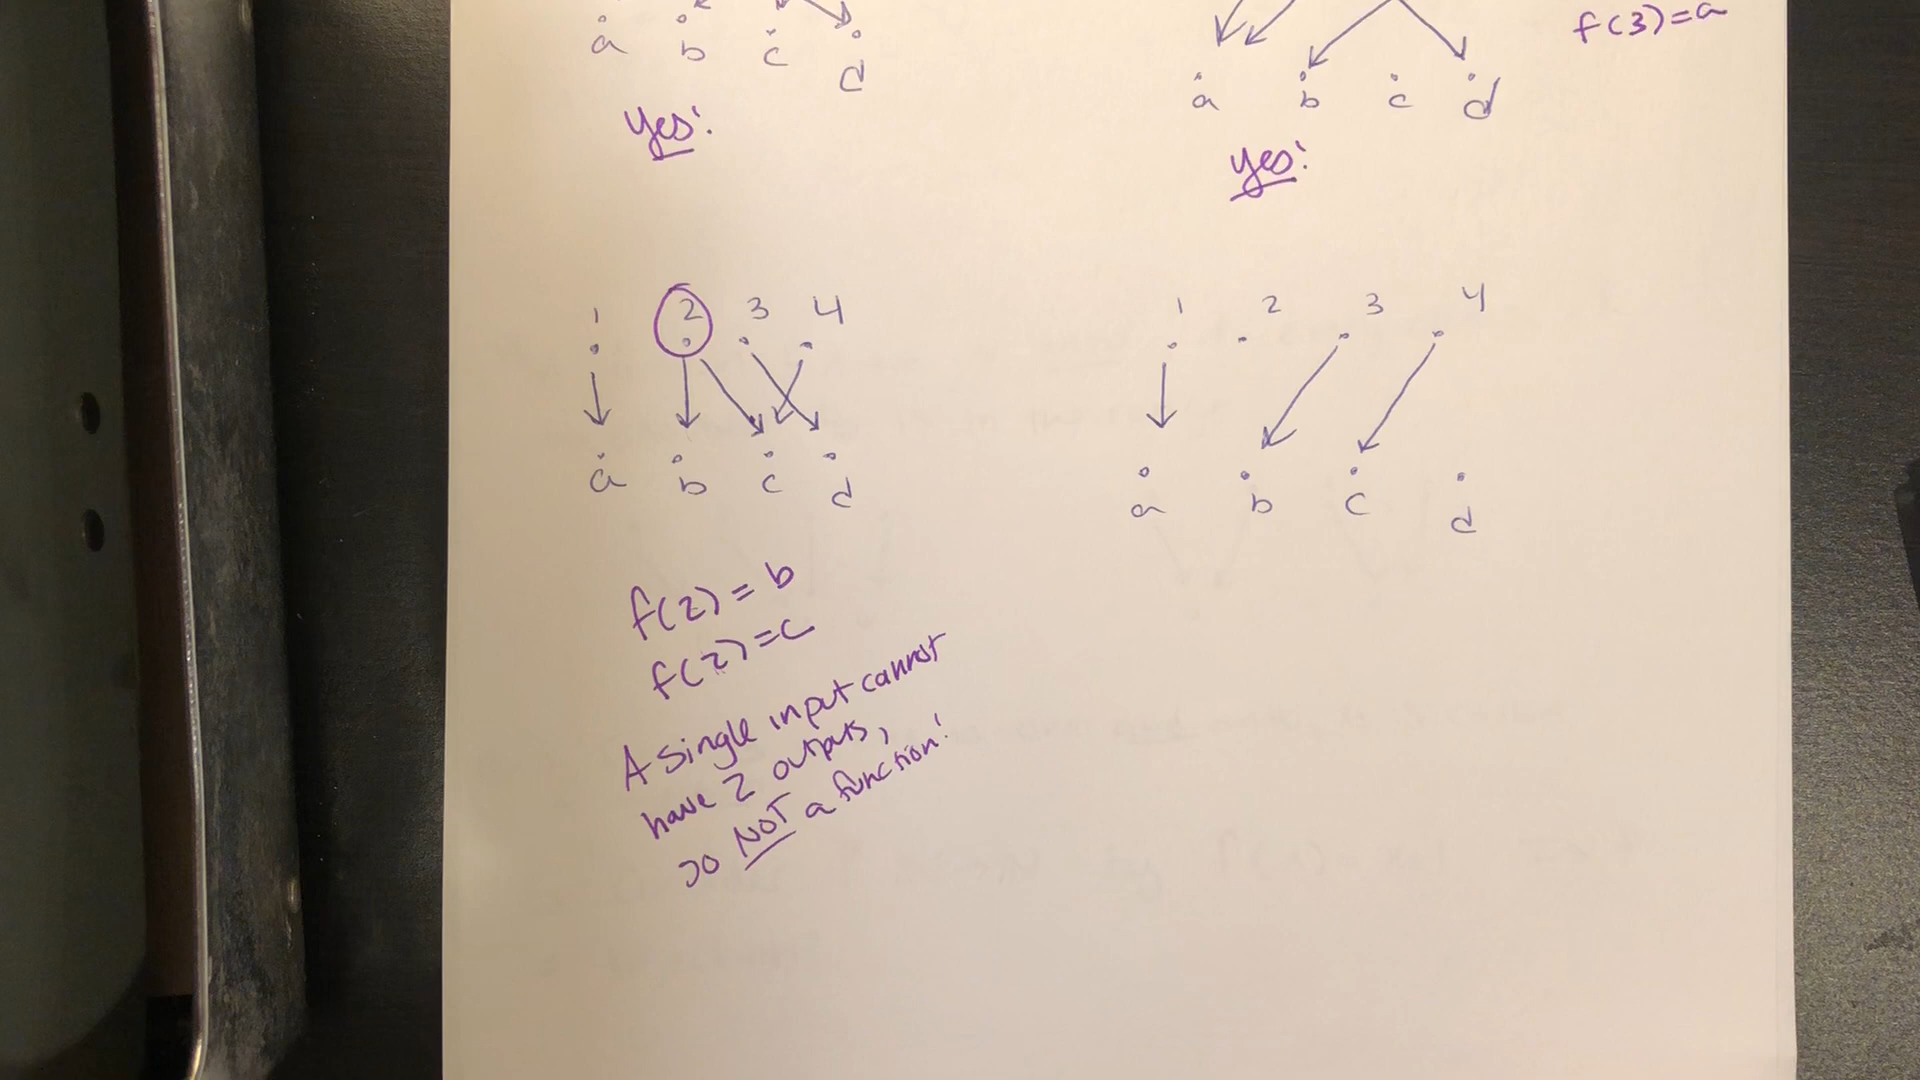 a b c d
f(3)=a
a b c d
yes!
yes!
1 2 3 4
a b c d
1 2 3 4
a b c d
f(2)=b
f(2)=c
A single input cannot
have 2 outputs,
so NOT a function!